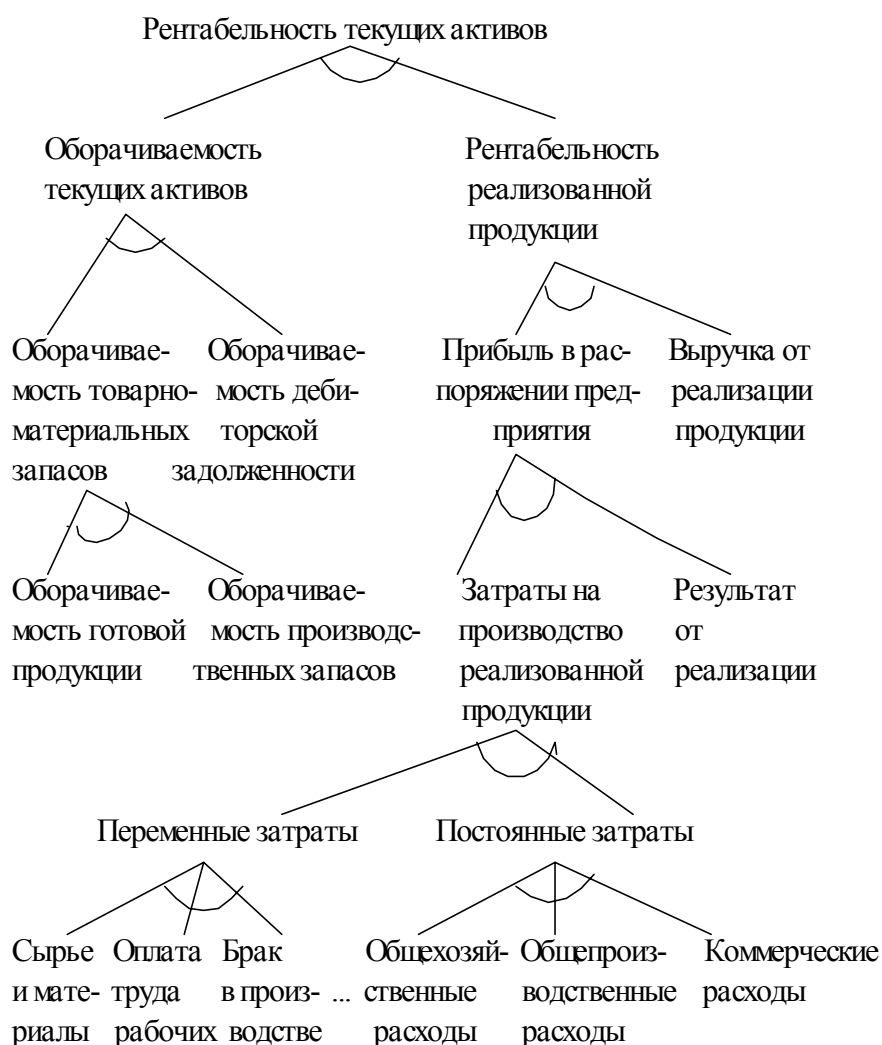 Рентабельность текущих активов
Оборачиваемость Рентабельность
текущих активов реализованной
продукции
Оборачивае- Оборачивае- Прибыль в рас- Выручка от
мость товарно- мость деби- поряжении пред- реализации
материальных торской приятия продукции
запасов задолженности
Оборачивае- Оборачивае- Затраты на Результат
мость готовой мость производс- производство от
продукции твенных запасов реализованной реализации
продукции
Переменные затраты Постоянные затраты
Сырье Оплата Брак Общехозяй- Общепроиз- Коммерческие
и мате- труда в произ- ... ственные водственные расходы
риалы рабочих водстве расходы расходы